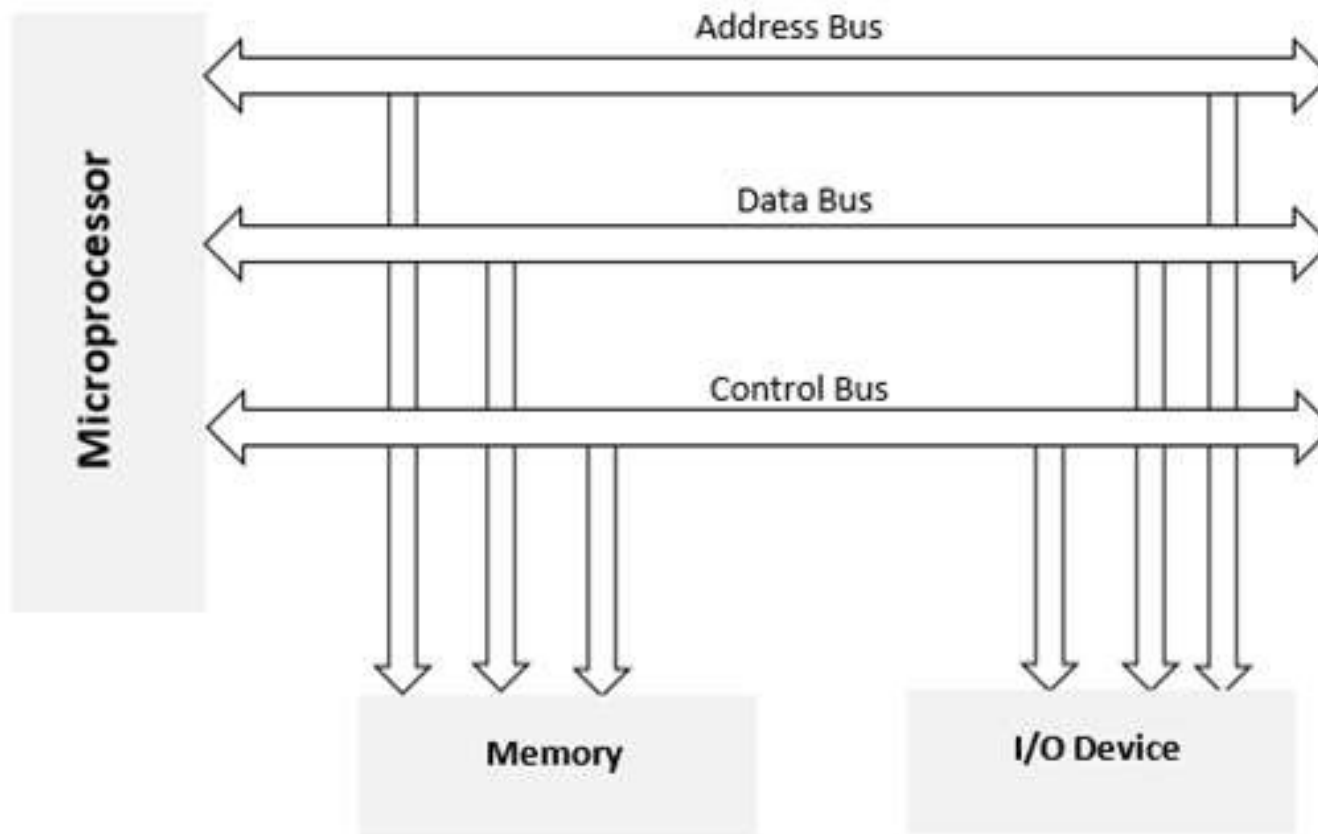 Address Bus
Microprocessor
Data Bus
Control Bus
Memory
I/O Device